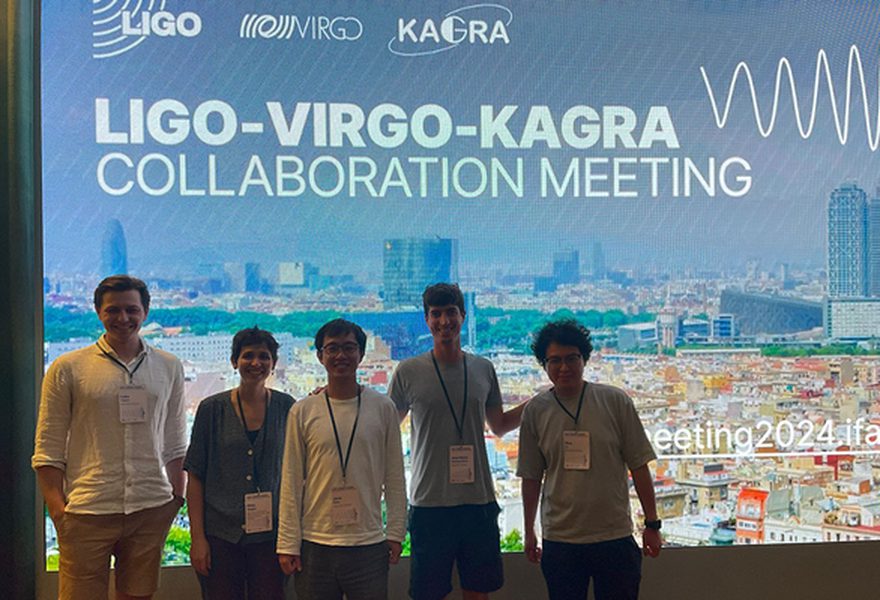 LIGO
VIRGO
KAGRA
LIGO-VIRGO-KAGRA
COLLABORATION MEETING
eeting2024.ifa